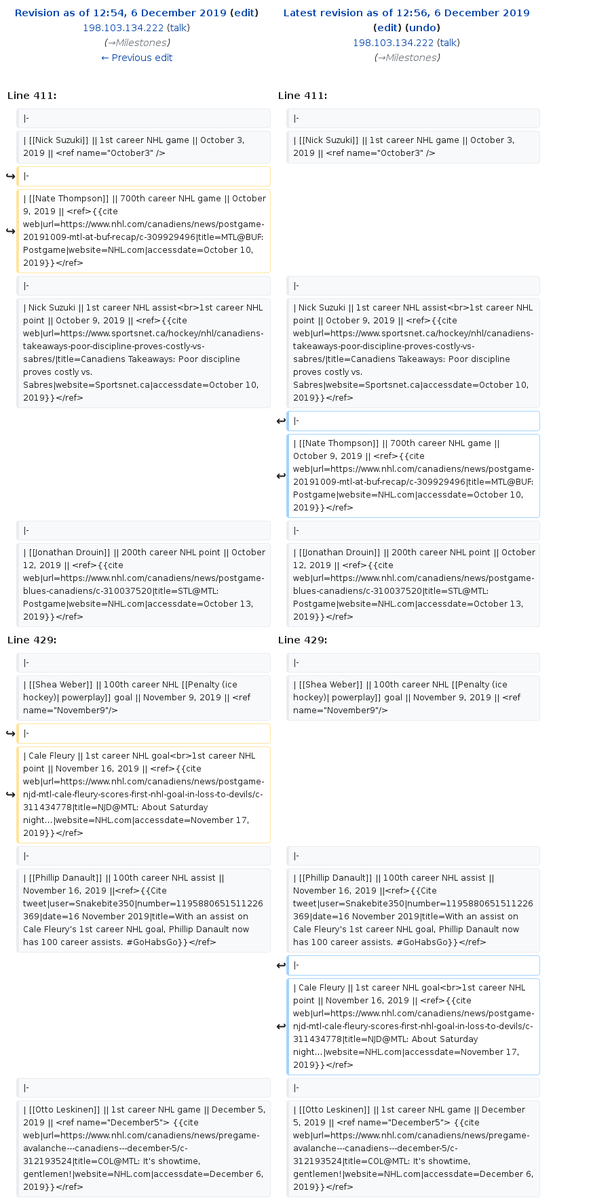 Revision as of 12:54, 6 December 2019 (edit)
198.103.134.222 (talk)
(→Milestones)
← Previous edit
Latest revision as of 12:56, 6 December 2019
(edit) (undo)
198.103.134.222 (talk)
(→Milestones)
Line 411:
Line 411:
|-
|-
| [[Nick Suzuki]] || 1st career NHL game || October 3,
2019 || <ref name="October3" />
| [[Nick Suzuki]] || 1st career NHL game || October 3,
2019 || <ref name="October3" />
|-
| [[Nate Thompson]] || 700th career NHL game || October
9, 2019 || <ref>{{cite
web|url=https://www.nhl.com/canadiens/news/postgame-
20191009-mtl-at-buf-recap/c-309929496|title=MTL@BUF:
Postgame|website=NHL.com|accessdate=October 10,
2019}}</ref>
|-
|-
| Nick Suzuki || 1st career NHL assist<br>1st career NHL
point || October 9, 2019 || <ref>{{cite
web|url=https://www.sportsnet.ca/hockey/nhl/canadiens-
takeaways-poor-discipline-proves-costly-vs-
sabres/|title=Canadiens Takeaways: Poor discipline
proves costly vs.
Sabres|website=Sportsnet.ca|accessdate=October 10,
2019}}</ref>
| Nick Suzuki || 1st career NHL assist<br>1st career NHL
point || October 9, 2019 || <ref>{{cite
web|url=https://www.sportsnet.ca/hockey/nhl/canadiens-
takeaways-poor-discipline-proves-costly-vs-
sabres/|title=Canadiens Takeaways: Poor discipline
proves costly vs.
Sabres|website=Sportsnet.ca|accessdate=October 10,
2019}}</ref>
|-
| [[Nate Thompson]] || 700th career NHL game ||
October 9, 2019 || <ref>{{cite
web|url=https://www.nhl.com/canadiens/news/postgame-
20191009-mtl-at-buf-recap/c-309929496|title=MTL@BUF:
Postgame|website=NHL.com|accessdate=October 10,
2019}}</ref>
|-
|-
| [[Jonathan Drouin]] || 200th career NHL point || October
12, 2019 || <ref>{{cite
web|url=https://www.nhl.com/canadiens/news/postgame-
blues-canadiens/c-310037520|title=STL@MTL:
Postgame|website=NHL.com|accessdate=October 13,
2019}}</ref>
| [[Jonathan Drouin]] || 200th career NHL point || October
12, 2019 || <ref>{{cite
web|url=https://www.nhl.com/canadiens/news/postgame-
blues-canadiens/c-310037520|title=STL@MTL:
Postgame|website=NHL.com|accessdate=October 13,
2019}}</ref>
Line 429:
Line 429:
|-
|-
| [[Shea Weber]] || 100th career NHL [[Penalty (ice
hockey)| powerplay]] goal || November 9, 2019 || <ref
name="November9"/>
| [[Shea Weber]] || 100th career NHL [[Penalty (ice
hockey)| powerplay]] goal || November 9, 2019 || <ref
name="November9"/>
|-
| Cale Fleury || 1st career NHL goal<br>1st career NHL
point || November 16, 2019 || <ref>{{cite
web|url=https://www.nhl.com/canadiens/news/postgame-
njd-mtl-cale-fleury-scores-first-nhl-goal-in-loss-to-devils/c-
311434778|title=NJD@MTL: About Saturday
night...|website=NHL.com|accessdate=November 17,
2019}}</ref>
|-
|-
| [[Phillip Danault]] || 100th career NHL assist ||
November 16, 2019 ||<ref>{{Cite
tweet|user=Snakebite350|number=1195880651511226
369|date=16 November 2019|title=With an assist on
Cale Fleury's 1st career NHL goal, Phillip Danault now
has 100 career assists. #GoHabsGo}}</ref>
| [[Phillip Danault]] || 100th career NHL assist ||
November 16, 2019 ||<ref>{{Cite
tweet|user=Snakebite350|number=1195880651511226
369|date=16 November 2019|title=With an assist on
Cale Fleury's 1st career NHL goal, Phillip Danault now
has 100 career assists. #GoHabsGo}}</ref>
|-
| Cale Fleury || 1st career NHL goal<br>1st career NHL
point || November 16, 2019 || <ref>{{cite
web|url=https://www.nhl.com/canadiens/news/postgame-
njd-mtl-cale-fleury-scores-first-nhl-goal-in-loss-to-devils/c-
311434778|title=NJD@MTL: About Saturday
night...|website=NHL.com|accessdate=November 17,
2019}}</ref>
|-
|-
| [[Otto Leskinen]] || 1st career NHL game || December 5,
2019 || <ref name="December5"> {{cite
web|url=https://www.nhl.com/canadiens/news/pregame-
avalanche---canadiens---december-5/c-
312193524|title=COL@MTL: It's showtime,
gentlemen!|website=NHL.com|accessdate=December 6,
2019}}</ref>
| [[Otto Leskinen]] || 1st career NHL game || December
5, 2019 || <ref name="December5"> {{cite
web|url=https://www.nhl.com/canadiens/news/pregame-
avalanche---canadiens---december-5/c-
312193524|title=COL@MTL: It's showtime,
gentlemen!|website=NHL.com|accessdate=December 6,
2019}}</ref>